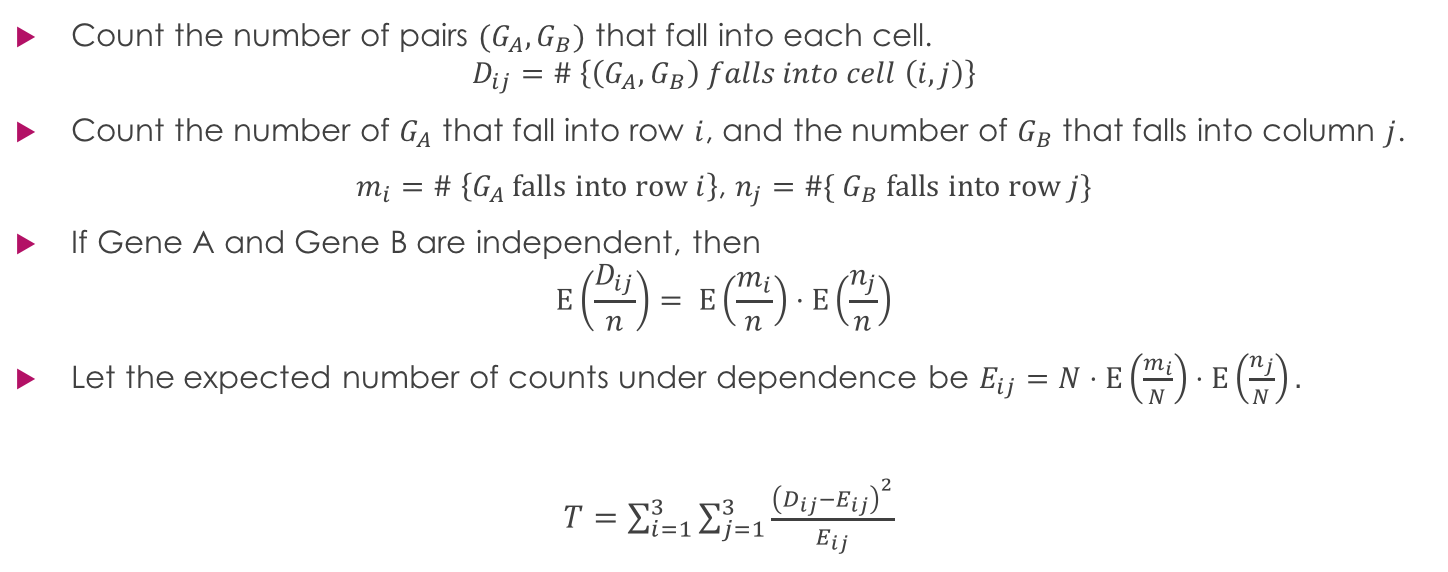 ▶ Count the number of pairs (G_A, G_B) that fall into each cell.
D_ij = # {(G_A, G_B) falls into cell (i, j)}
▶ Count the number of G_A that fall into row i, and the number of G_B that falls into column j.
m_i = # {G_A falls into row i}, n_j = #{ G_B falls into row j}
▶ If Gene A and Gene B are independent, then
E(D_ij/n) = E(m_i/n) · E(n_j/n)
▶ Let the expected number of counts under dependence be E_ij = N · E(m_i/N) · E(n_j/N).
T = ∑_{i=1}^{3} ∑_{j=1}^{3} (D_ij−E_ij)^2/E_ij